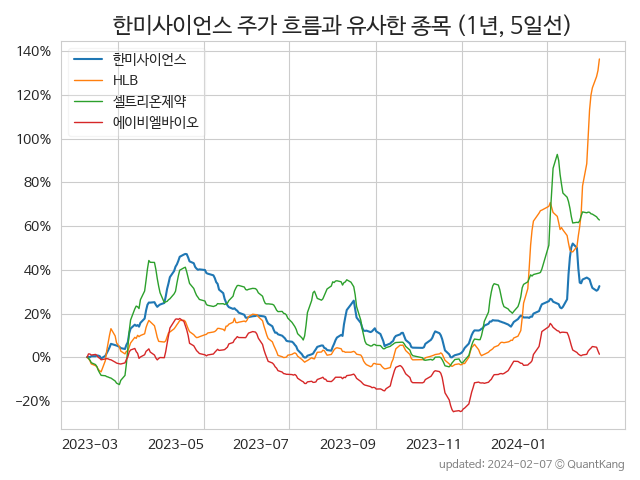 한미사이언스 주가 흐름과 유사한 종목 (1년, 5일선)
한미사이언스
HLB
셀트리온제약
에이비엘바이오
140%
120%
100%
80%
60%
40%
20%
0%
−20%
2023-03 2023-05 2023-07 2023-09 2023-11 2024-01
updated: 2024-02-07 © QuantKang